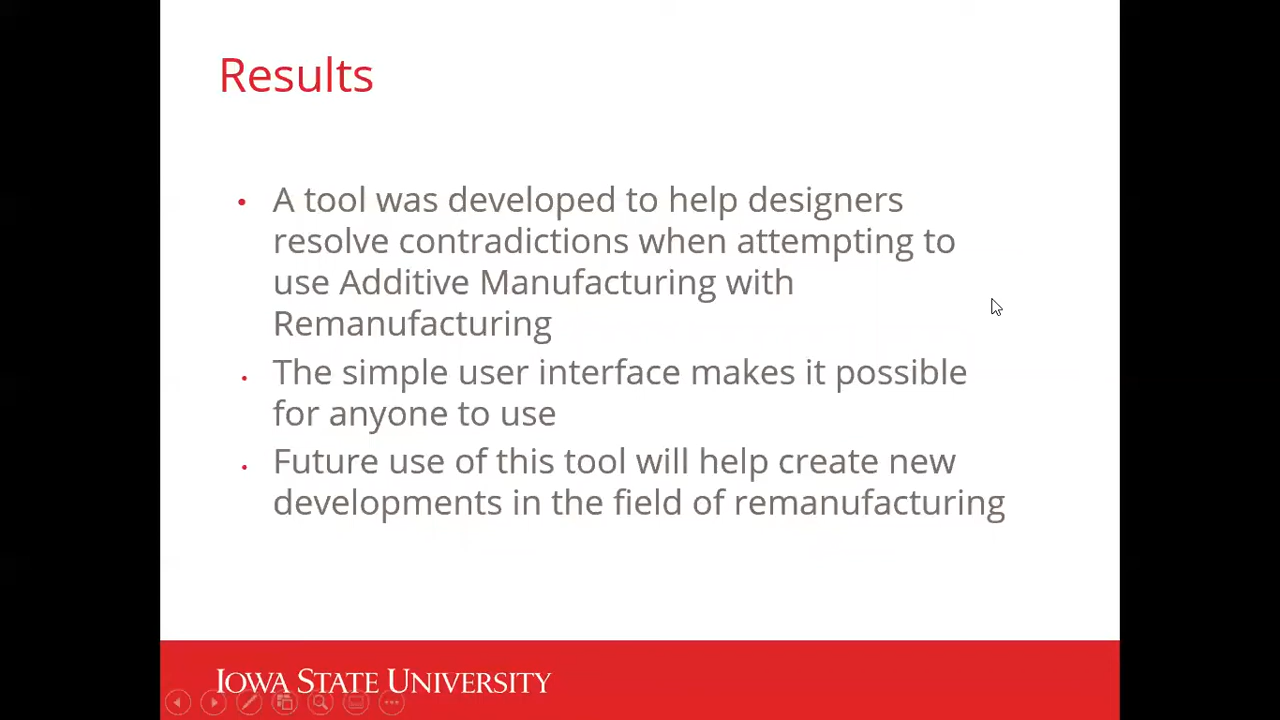 Results
• A tool was developed to help designers
resolve contradictions when attempting to
use Additive Manufacturing with
Remanufacturing
• The simple user interface makes it possible
for anyone to use
• Future use of this tool will help create new
developments in the field of remanufacturing
IOWA STATE UNIVERSITY